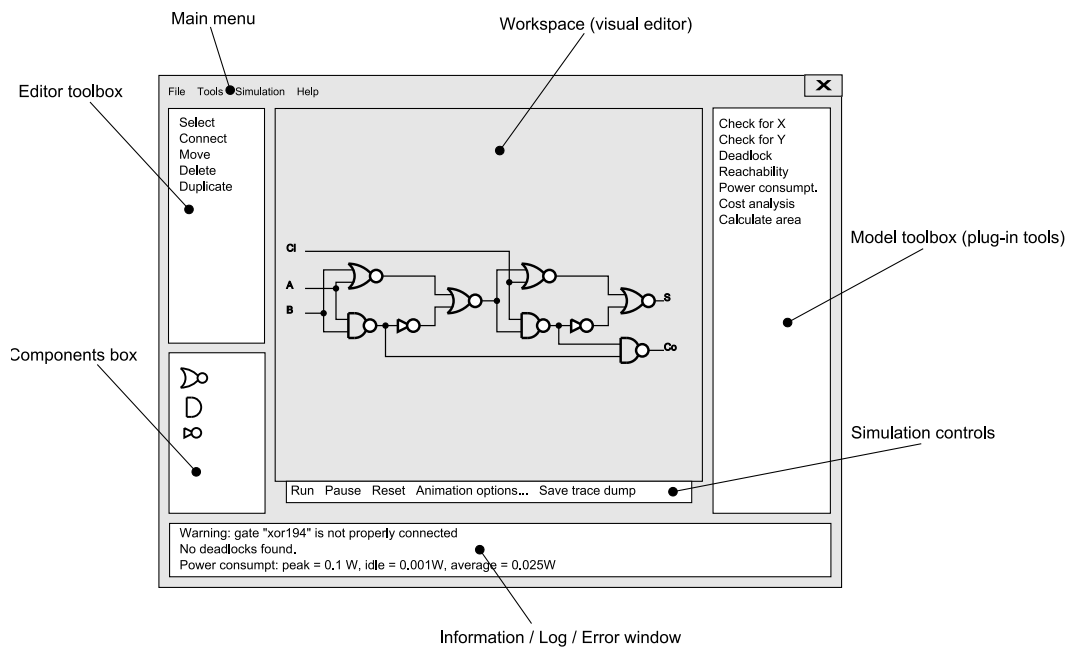 Main menu
Workspace (visual editor)
Editor toolbox
File Tools Simulation Help
X
Select
Connect
Move
Delete
Duplicate
Check for X
Check for Y
Deadlock
Reachability
Power consumpt.
Cost analysis
Calculate area
Model toolbox (plug-in tools)
CI
A
B
S
Co
Components box
Simulation controls
Run Pause Reset Animation options... Save trace dump
Warning: gate "xor194" is not properly connected
No deadlocks found.
Power consumpt: peak = 0.1 W, idle = 0.001W, average = 0.025W
Information / Log / Error window